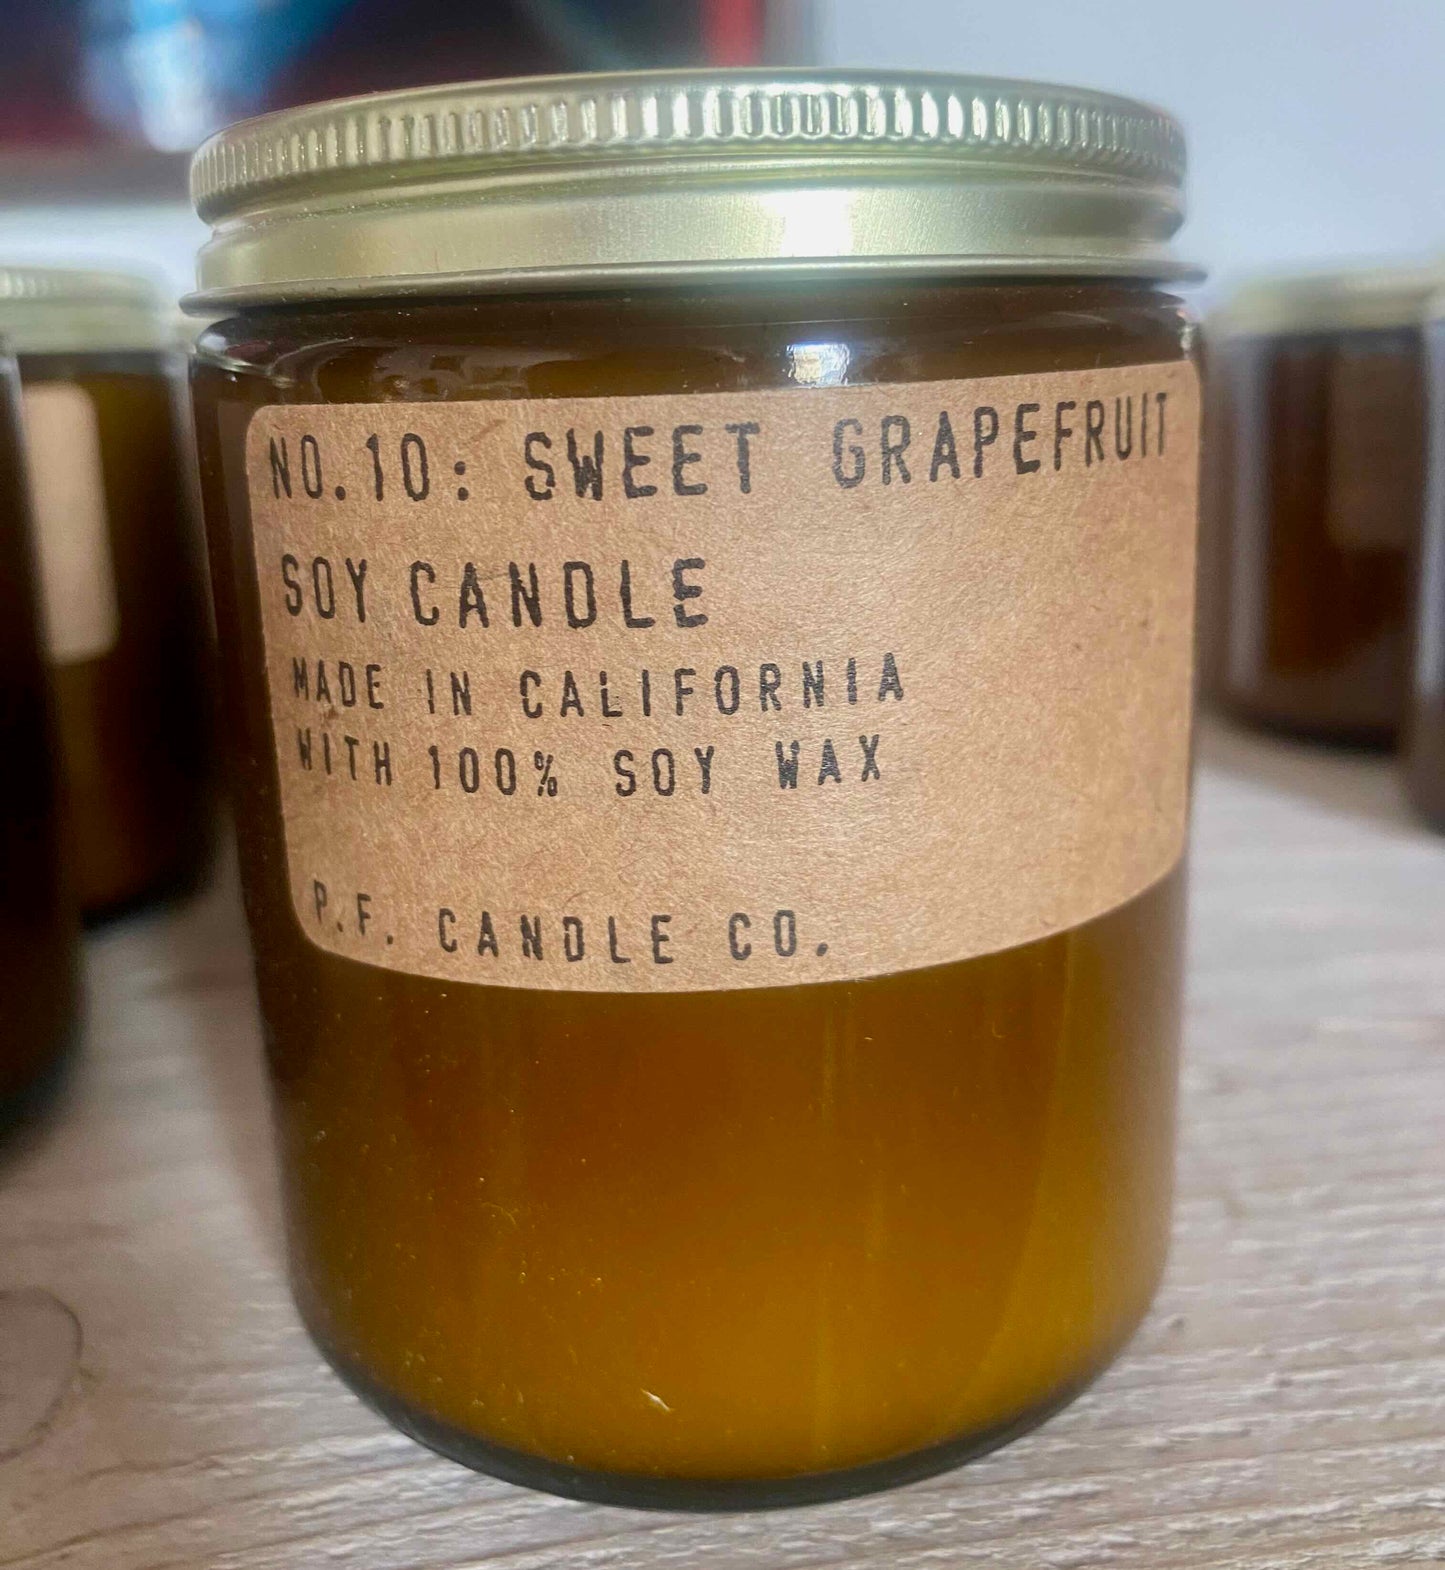 NO.10: SWEET GRAPEFRUIT
SOY CANDLE
MADE IN CALIFORNIA
WITH 100% SOY WAX
P.F. CANDLE CO.